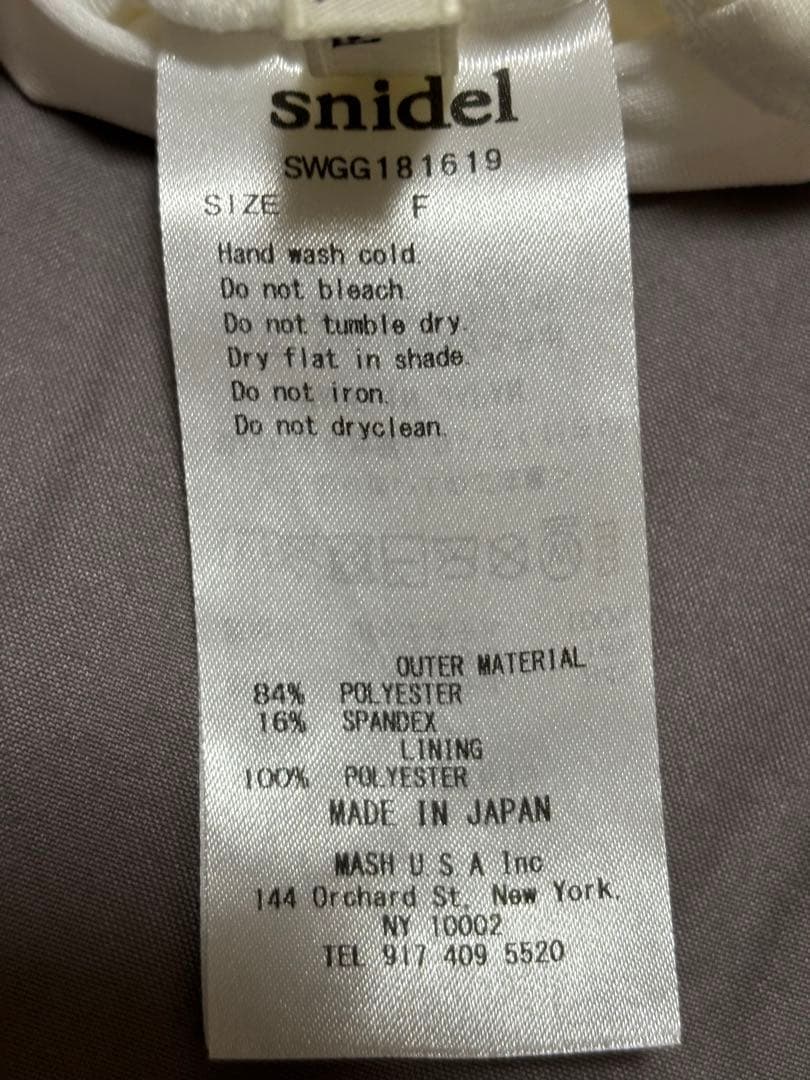 snidel
SWGG181619
SIZE F
Hand wash cold.
Do not bleach.
Do not tumble dry.
Dry flat in shade.
Do not iron.
Do not dryclean.
OUTER MATERIAL
84% POLYESTER
16% SPANDEX
LINING
100% POLYESTER
MADE IN JAPAN
MASH U S A Inc
144 Orchard St. New York.
NY 10002
TEL 917 409 5520